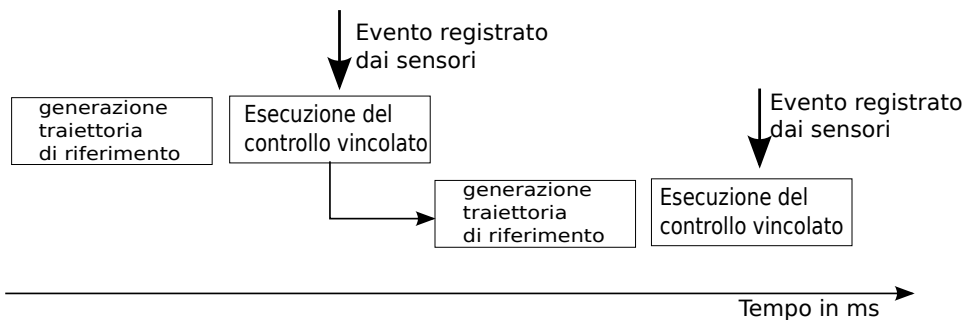 Evento registrato
dai sensori
generazione
traiettoria
di riferimento
Esecuzione del
controllo vincolato
Evento registrato
dai sensori
generazione
traiettoria
di riferimento
Esecuzione del
controllo vincolato
Tempo in ms